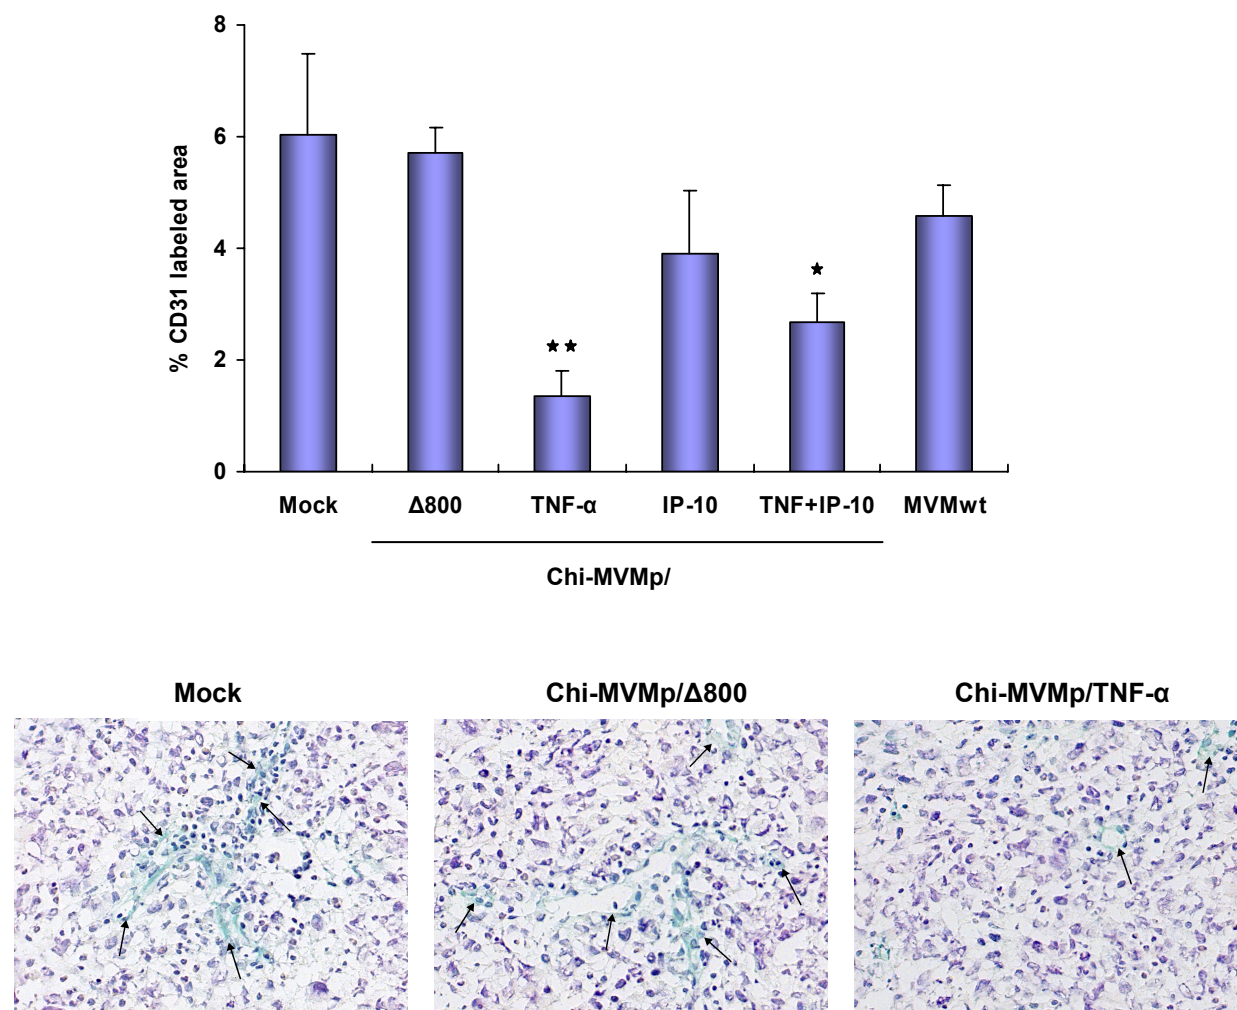 8
6
4
2
0
% CD31 labeled area
Mock Δ800 TNF-α IP-10 TNF+IP-10 MVMwt
Chi-MVMp/
Mock Chi-MVMp/Δ800 Chi-MVMp/TNF-α